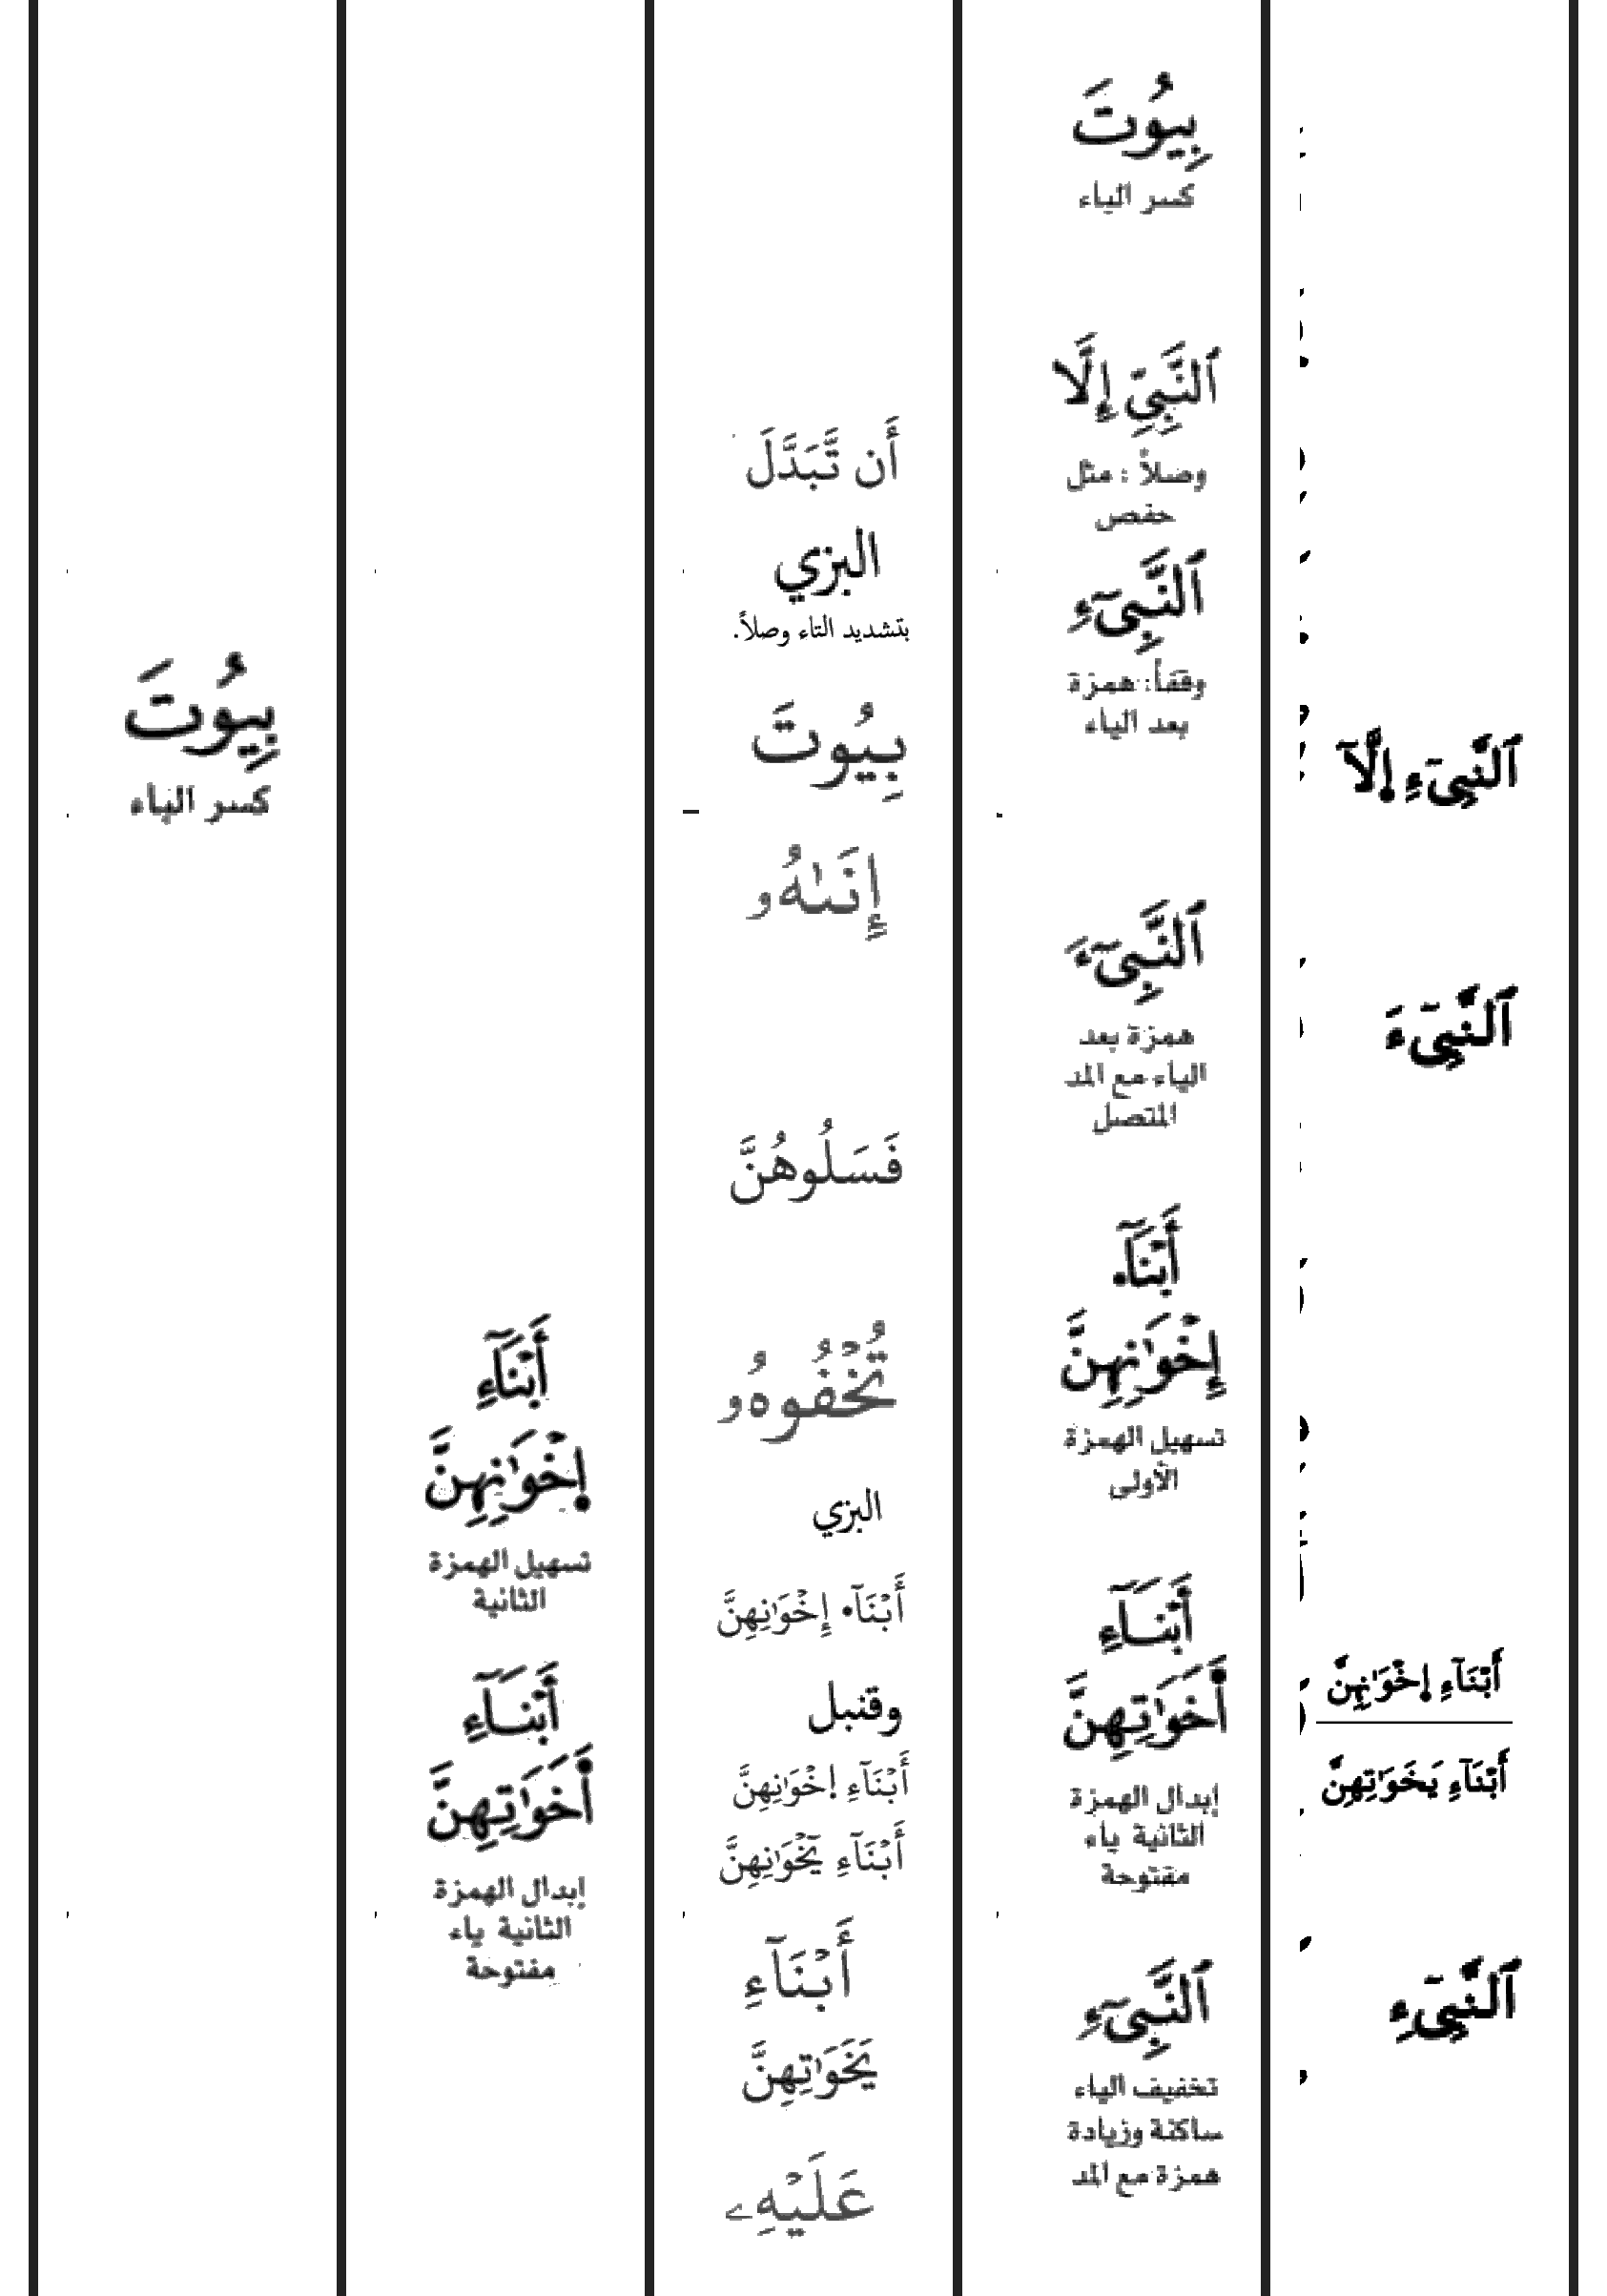 ٱلنَّبِىٓءِ إِلَّآ
ٱلنَّبِىٓءَ
أَبْنَآءِ اِ۪خْوَٰنِهِنَّ
أَبْنَآءِ يَخَوَٰتِهِنَّ
ٱلنَّبِىٓءِ
بِيُوتَ
كسر الباء
ٱلنَّبِىِّ إِلَّا
وصلاً : مثل
حفص
ٱلنَّبِىٓءِ
وقفاً: همزة
بعد الياء
ٱلنَّبِىٓءَ
همزة بعد
الياء مع المد
المتصل
أَبْنَآ•
إِخْوَٰنِهِنَّ
تسهيل الهمزة
الأولى
أَبْنَآءِ
اَ۬خَوَٰتِهِنَّ
إبدال الهمزة
الثانية ياء
مفتوحة
ٱلنَّبِىٓءِ
تخفيف الياء
ساكنة وزيادة
همزة مع المد
أَن تَّبَدَّلَ
البزي
بتشديد التاء وصلاً.
بِيُوتَ
إِنَىٰهُۥ
فَسَلُوهُنَّ
تُخْفُوهُۥ
البزي
أَبْنَآ• إِخْوَٰنِهِنَّ
وقنبل
أَبْنَآءِ اِ۪خْوَٰنِهِنَّ
أَبْنَآءِ يٓخْوَٰنِهِنَّ
أَبْنَآءِ
يَخَوَٰتِهِنَّ
عَلَيْهِۦ
أَبْنَآءِ
اِ۪خْوَٰنِهِنَّ
تسهيل الهمزة
الثانية
أَبْنَآءِ
اَ۬خَوَٰتِهِنَّ
إبدال الهمزة
الثانية ياء
مفتوحة
بِيُوتَ
كسر الباء